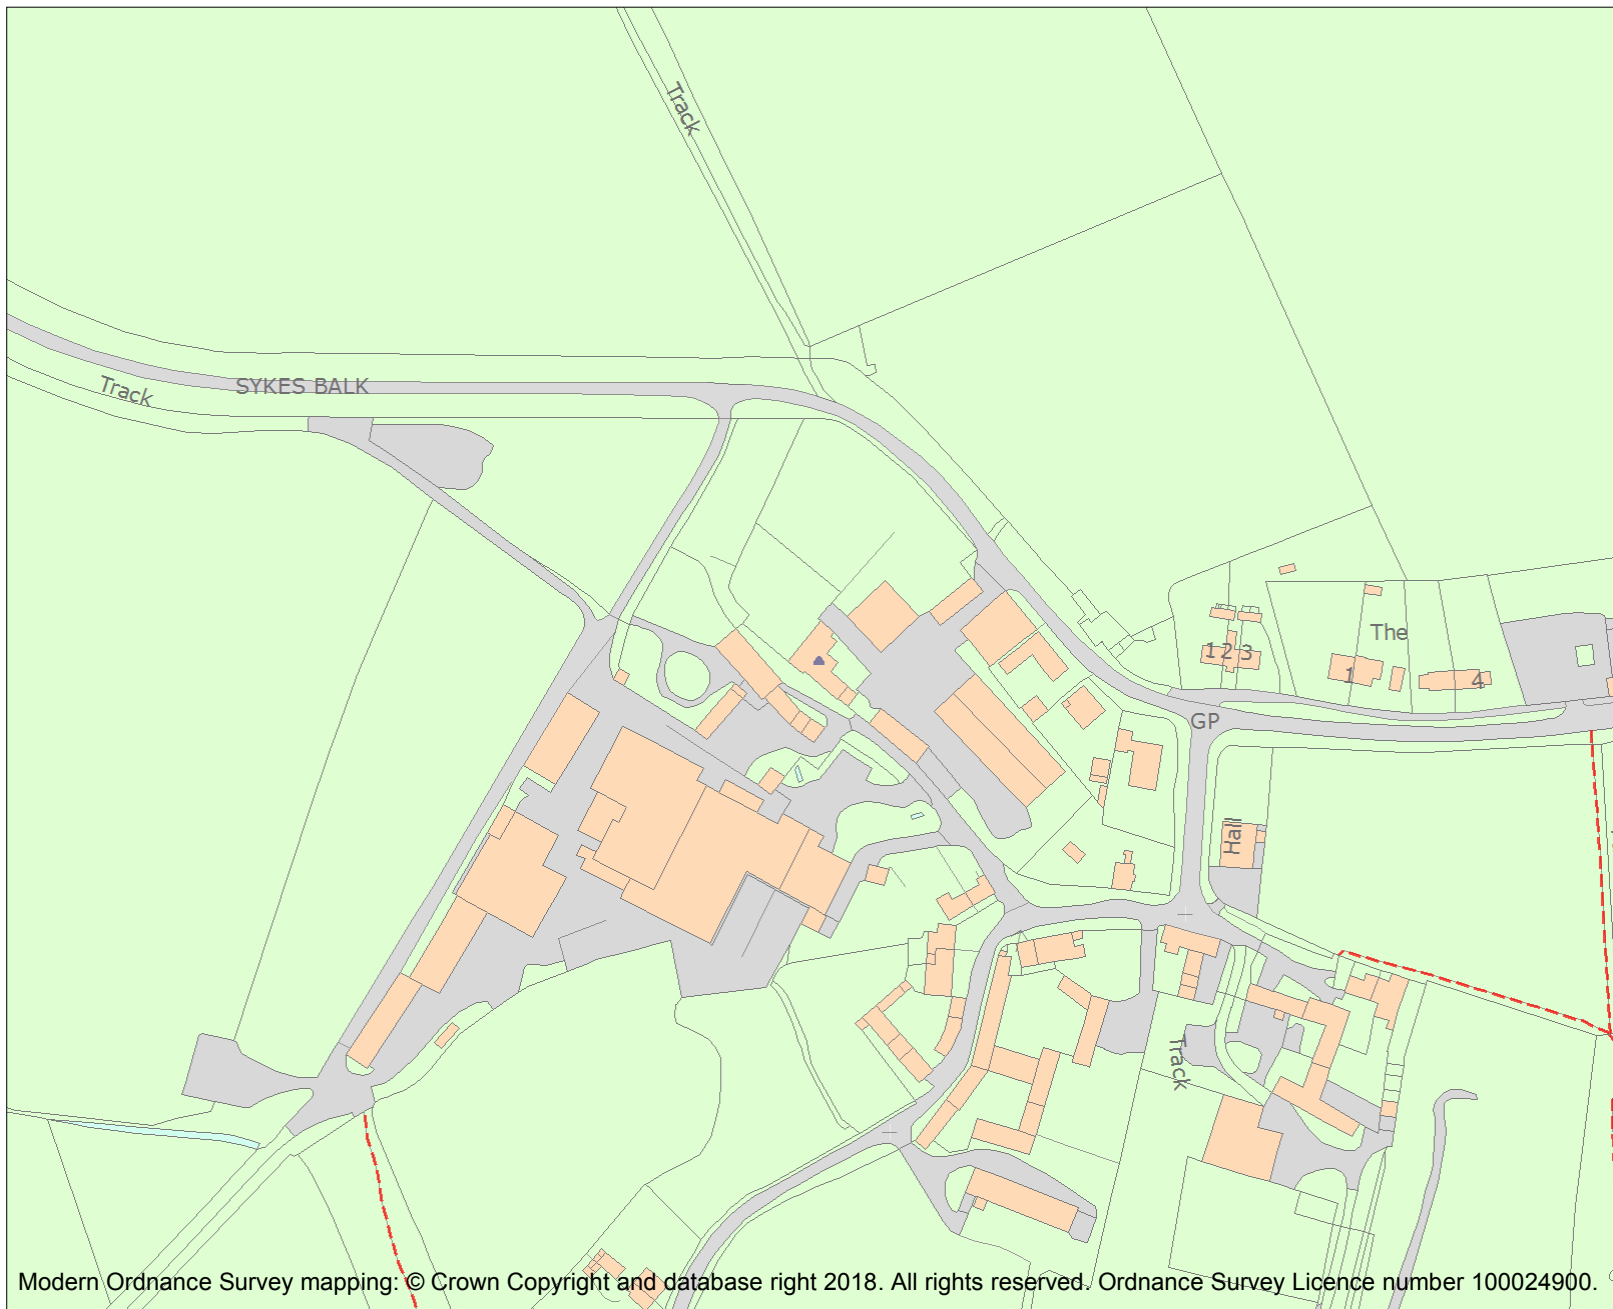 Track
SYKES BALK
Track
The
1 2 3
1
4
GP
Hall
Track
Modern Ordnance Survey mapping: © Crown Copyright and database right 2018. All rights reserved. Ordnance Survey Licence number 100024900.